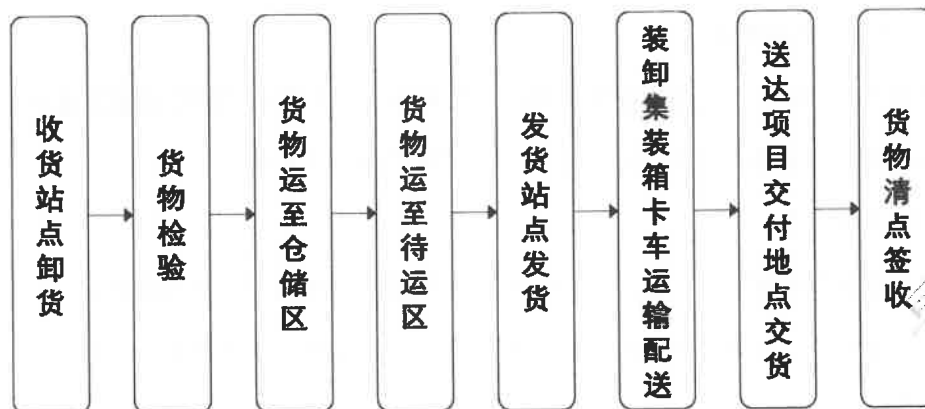 收货站点卸货
货物检验
货物运至仓储区
货物运至待运区
发货站点发货
装卸集装箱卡车运输配送
送达项目交付地点交货
货物清点签收